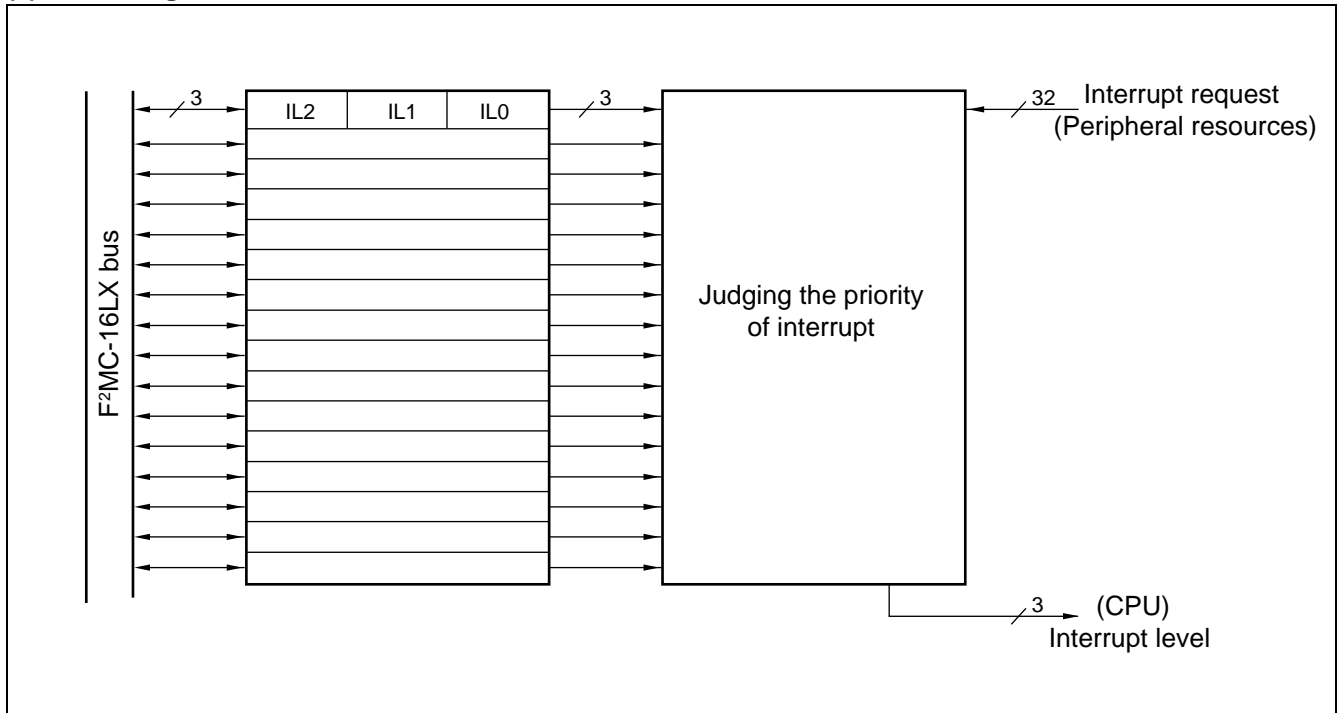 3
IL2 IL1 IL0
3
32
Interrupt request
(Peripheral resources)
F²MC-16LX bus
Judging the priority
of interrupt
3
(CPU)
Interrupt level